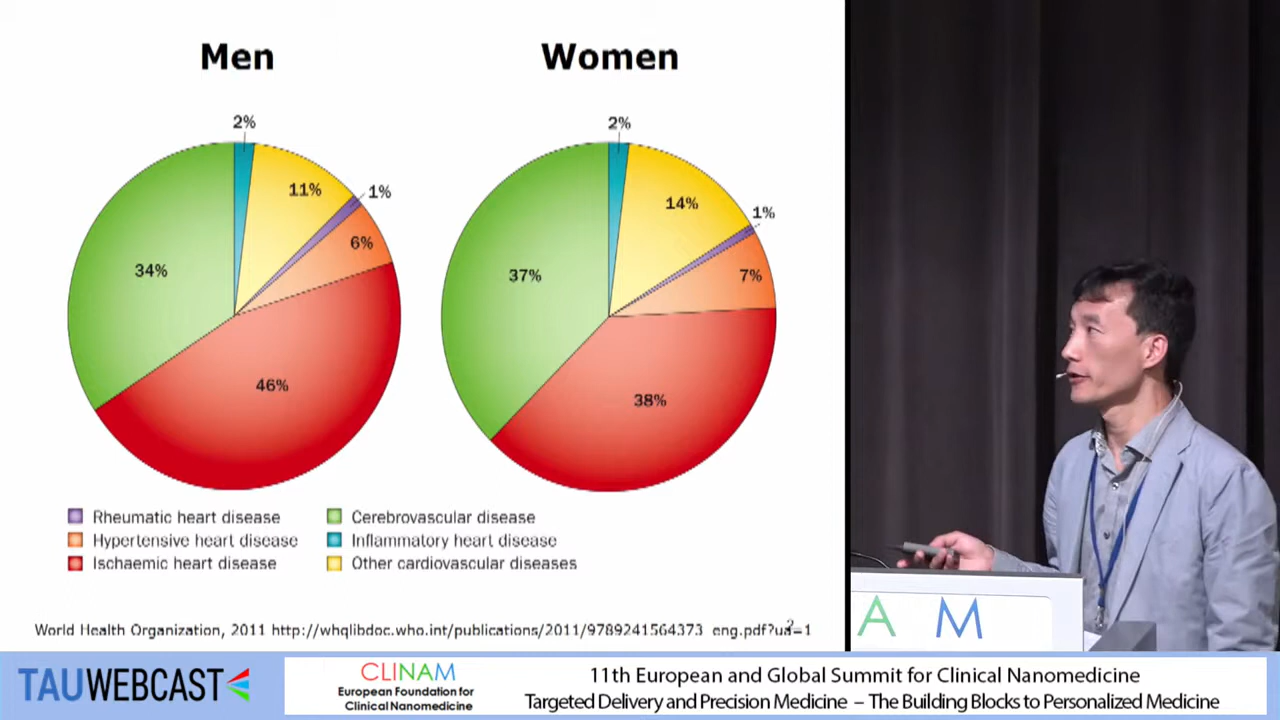 Men
Women
2%
11%
1%
6%
46%
34%
2%
14%
1%
7%
38%
37%
Rheumatic heart disease
Hypertensive heart disease
Ischaemic heart disease
Cerebrovascular disease
Inflammatory heart disease
Other cardiovascular diseases
World Health Organization, 2011 http://whqlibdoc.who.int/publications/2011/9789241564373_eng.pdf?ua=1
2
A M
TAUWEBCAST
CLINAM
European Foundation for
Clinical Nanomedicine
11th European and Global Summit for Clinical Nanomedicine
Targeted Delivery and Precision Medicine – The Building Blocks to Personalized Medicine